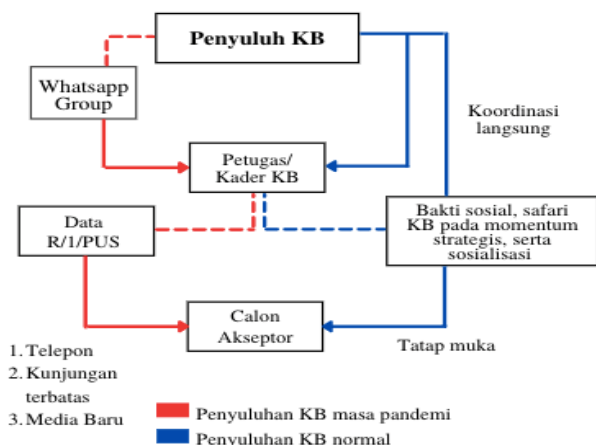 Penyuluh KB
Whatsapp
Group
Koordinasi
langsung
Petugas/
Kader KB
Data
R/1/PUS
Bakti sosial, safari
KB pada momentum
strategis, serta
sosialisasi
Calon
Akseptor
Tatap muka
1. Telepon
2. Kunjungan
terbatas
3. Media Baru
Penyuluhan KB masa pandemi
Penyuluhan KB normal